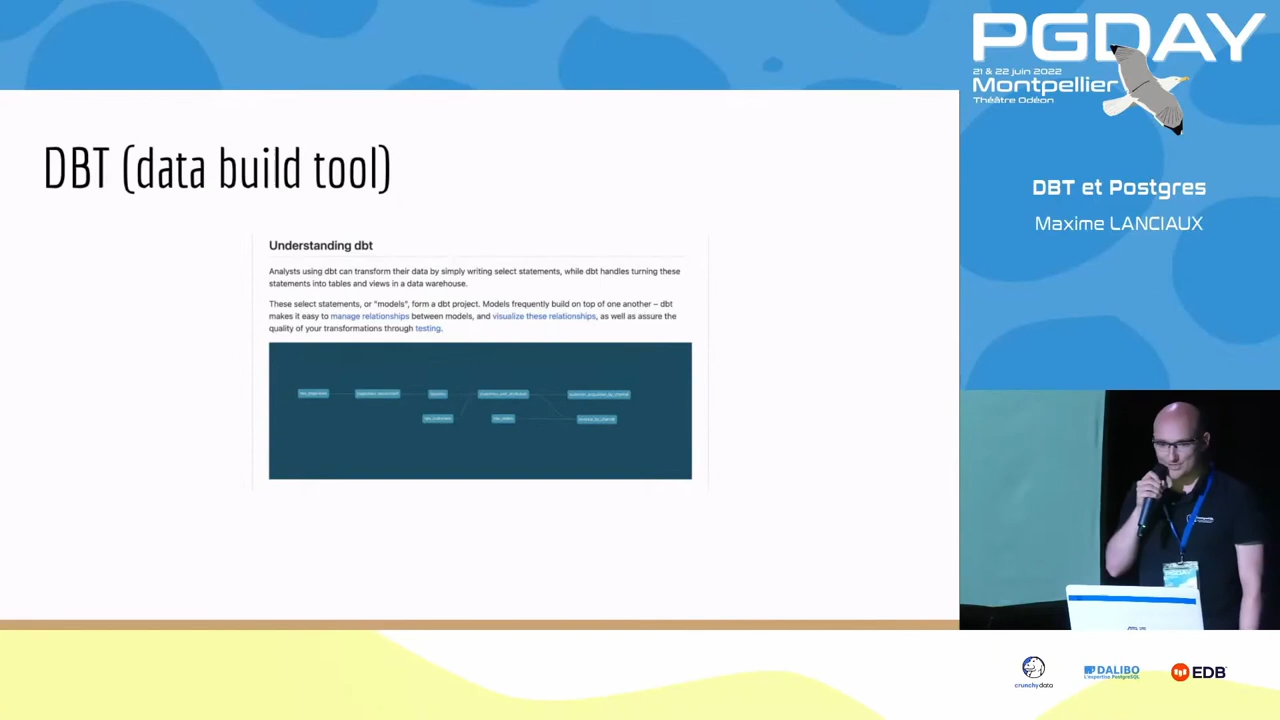 DBT (data build tool)
Understanding dbt
Analysts using dbt can transform their data by simply writing select statements, while dbt handles turning these
statements into tables and views in a data warehouse.
These select statements, or "models", form a dbt project. Models frequently build on top of one another – dbt
makes it easy to manage relationships between models, and visualize these relationships, as well as assure the
quality of your transformations through testing.
PGDAY
21 & 22 juin 2022
Montpellier
Théâtre Odéon
DBT et Postgres
Maxime LANCIAUX
crunchydata
DALIBO
L'expertise PostgreSQL
EDB